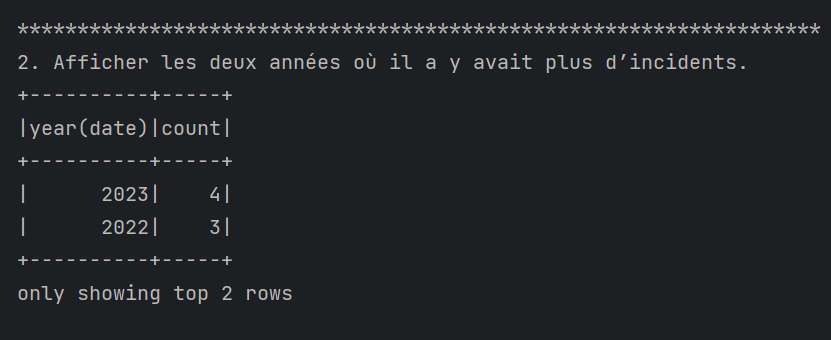 *******************************************************************
2. Afficher les deux années où il a y avait plus d’incidents.
+----------+-----+
|year(date)|count|
+----------+-----+
|      2023|    4|
|      2022|    3|
+----------+-----+
only showing top 2 rows